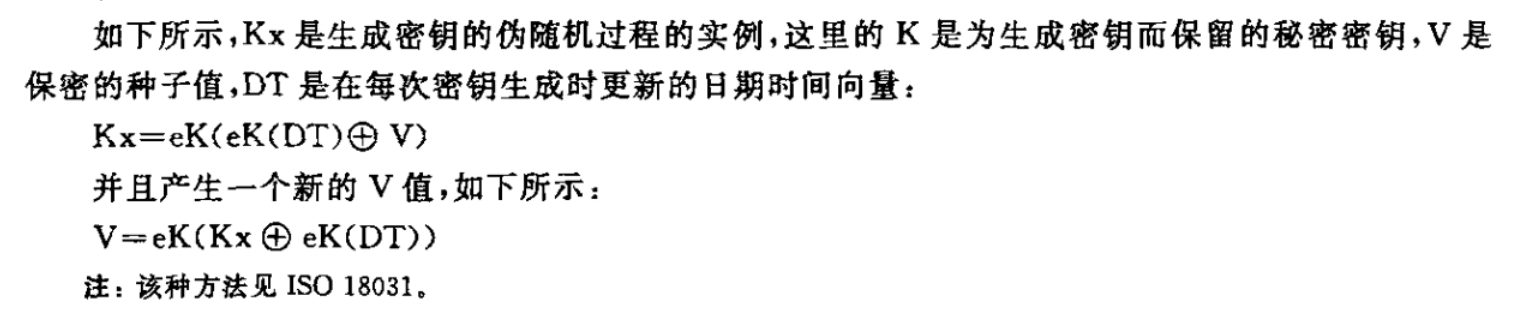 如下所示,Kx 是生成密钥的伪随机过程的实例,这里的 K 是为生成密钥而保留的秘密密钥,V 是
保密的种子值,DT 是在每次密钥生成时更新的日期时间向量:
Kx=eK(eK(DT)⊕ V)
并且产生一个新的 V 值,如下所示:
V=eK(Kx ⊕ eK(DT))
注:该种方法见 ISO 18031。